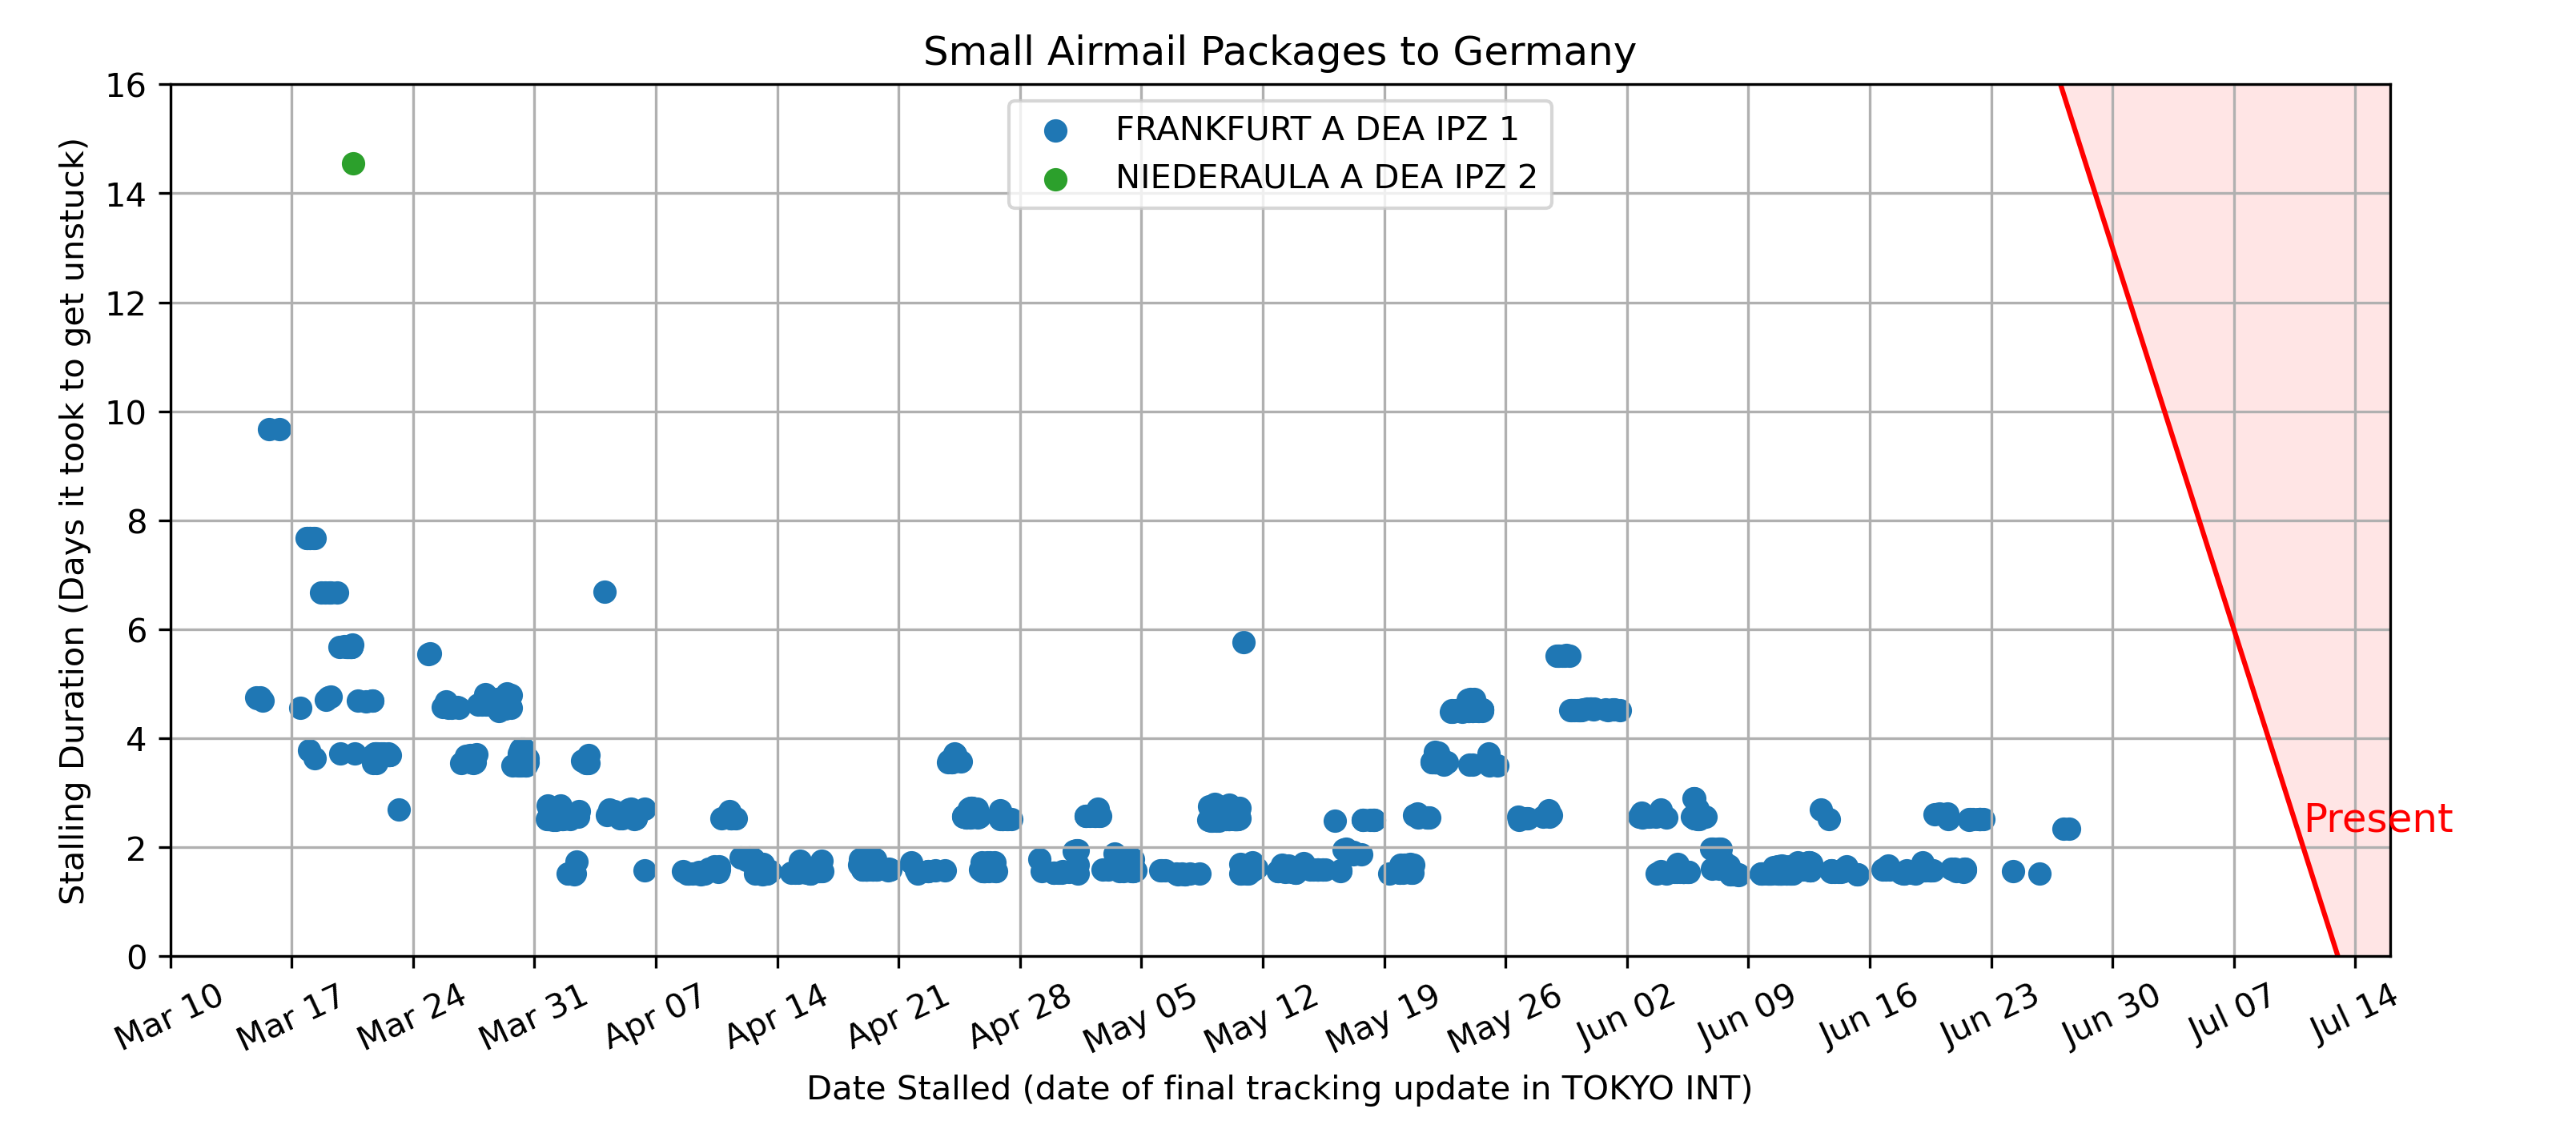 Small Airmail Packages to Germany
FRANKFURT A DEA IPZ 1
NIEDERAULA A DEA IPZ 2
Stalling Duration (Days it took to get unstuck)
16
14
12
10
8
6
4
2
0
Present
Mar 10
Mar 17
Mar 24
Mar 31
Apr 07
Apr 14
Apr 21
Apr 28
May 05
May 12
May 19
May 26
Jun 02
Jun 09
Jun 16
Jun 23
Jun 30
Jul 07
Jul 14
Date Stalled (date of final tracking update in TOKYO INT)